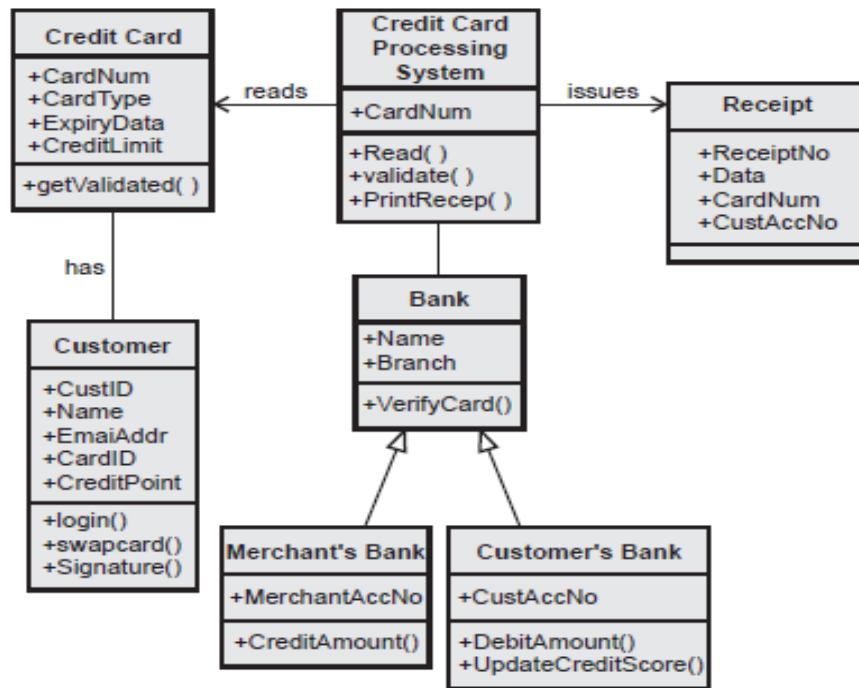 Credit Card
+CardNum
+CardType
+ExpiryData
+CreditLimit
+getValidated( )
reads
Credit Card
Processing
System
+CardNum
+Read( )
+validate( )
+PrintRecep( )
issues
Receipt
+ReceiptNo
+Data
+CardNum
+CustAccNo
has
Customer
+CustID
+Name
+EmaiAddr
+CardID
+CreditPoint
+login()
+swapcard()
+Signature()
Bank
+Name
+Branch
+VerifyCard()
Merchant's Bank
+MerchantAccNo
+CreditAmount()
Customer's Bank
+CustAccNo
+DebitAmount()
+UpdateCreditScore()